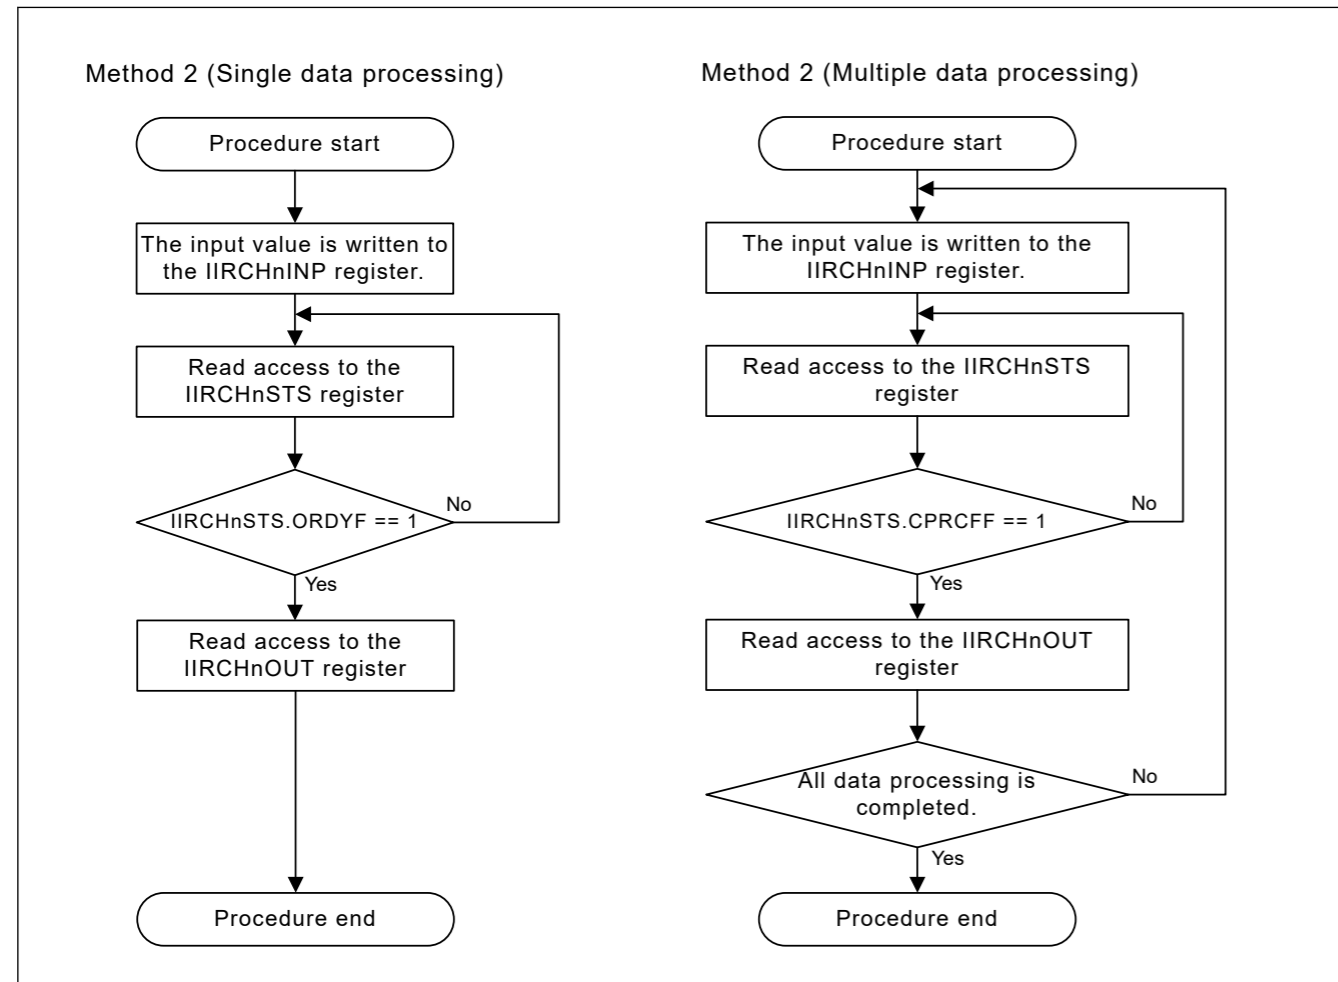 Method 2 (Single data processing)
Procedure start
The input value is written to
the IIRCHnINP register.
Read access to the
IIRCHnSTS register
IIRCHnSTS.ORDYF == 1
No
Yes
Read access to the
IIRCHnOUT register
Procedure end
Method 2 (Multiple data processing)
Procedure start
The input value is written to the
IIRCHnINP register.
Read access to the IIRCHnSTS
register
IIRCHnSTS.CPRCFF == 1
No
Yes
Read access to the IIRCHnOUT
register
All data processing is
completed.
No
Yes
Procedure end